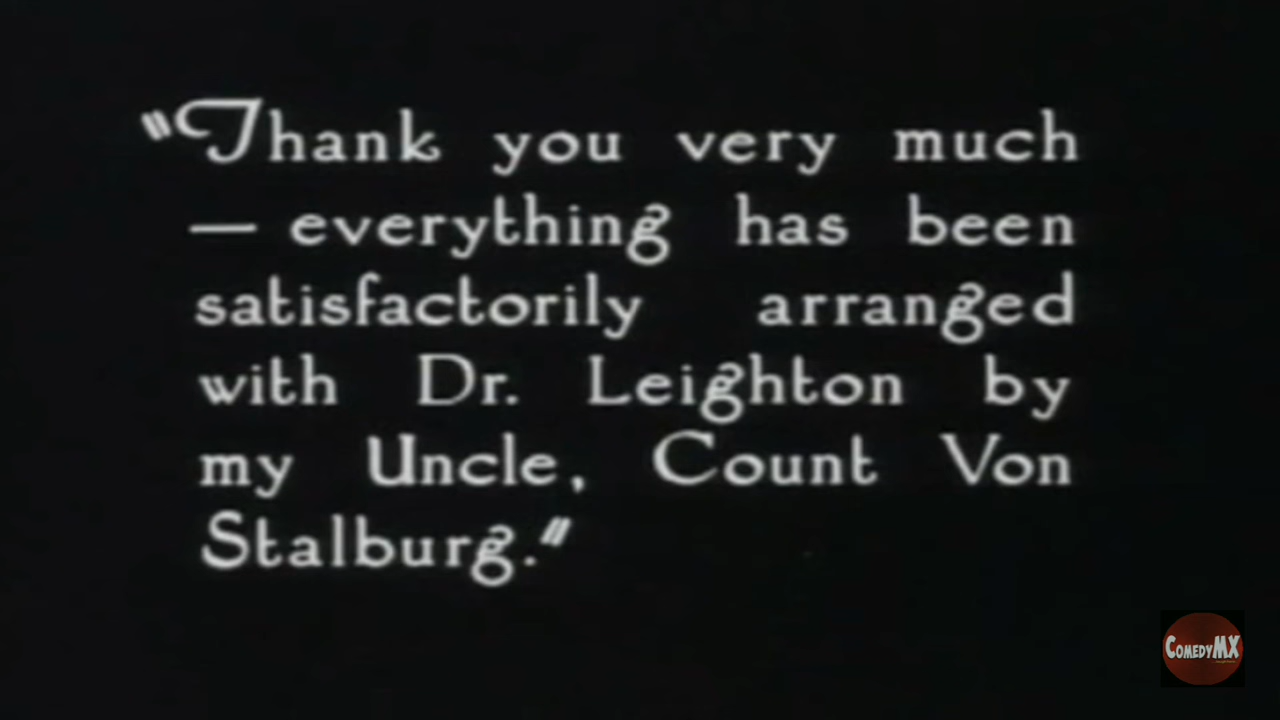 "Thank you very much
— everything has been
satisfactorily arranged
with Dr. Leighton by
my Uncle, Count Von
Stalburg."
COMEDYMX